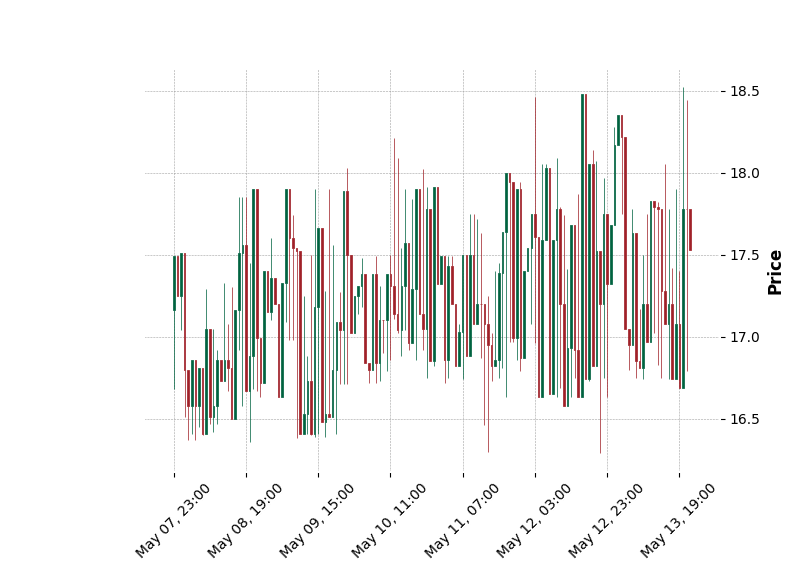 18.5
18.0
17.5
17.0
16.5
Price
May 07, 23:00
May 08, 19:00
May 09, 15:00
May 10, 11:00
May 11, 07:00
May 12, 03:00
May 12, 23:00
May 13, 19:00